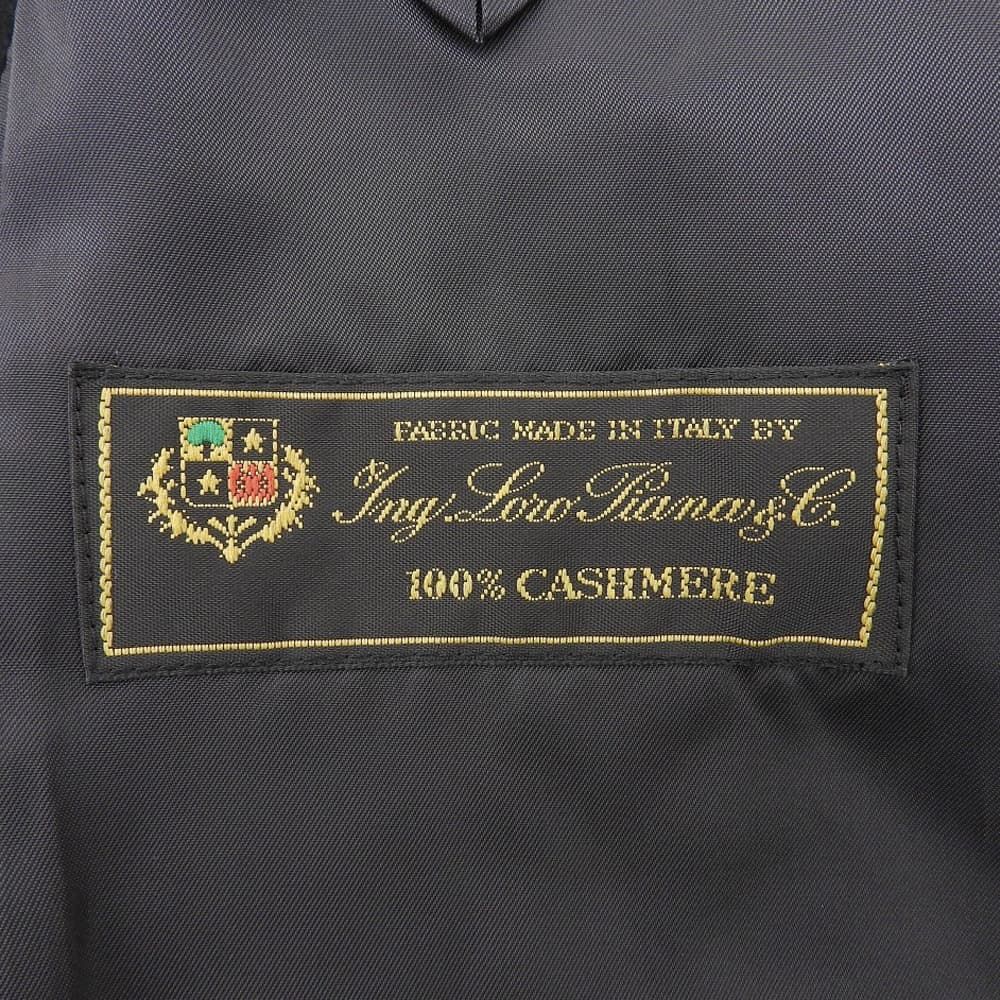 FABRIC MADE IN ITALY BY
Ing. Loro Piana & C.
100% CASHMERE